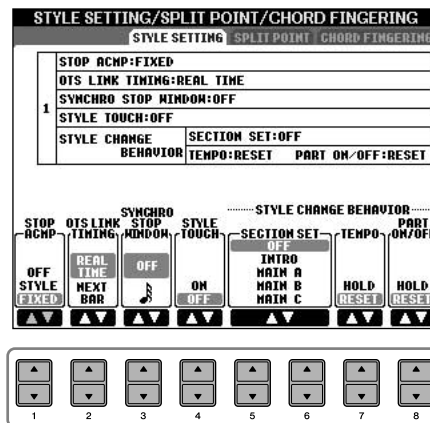 STYLE SETTING/SPLIT POINT/CHORD FINGERING
STYLE SETTING SPLIT POINT CHORD FINGERING
1
STOP ACMP:FIXED
OTS LINK TIMING:REAL TIME
SYNCHRO STOP WINDOW:OFF
STYLE TOUCH:OFF
STYLE CHANGE BEHAVIOR
SECTION SET:OFF
TEMPO:RESET PART ON/OFF:RESET
STYLE CHANGE BEHAVIOR
STOP ACMP
OTS LINK TIMING
SYNCHRO STOP WINDOW
STYLE TOUCH
SECTION SET
TEMPO
PART ON/OFF
OFF
STYLE
FIXED
REAL TIME
NEXT BAR
OFF
ON
OFF
OFF
INTRO
MAIN A
MAIN B
MAIN C
HOLD
RESET
HOLD
RESET
1 2 3 4 5 6 7 8